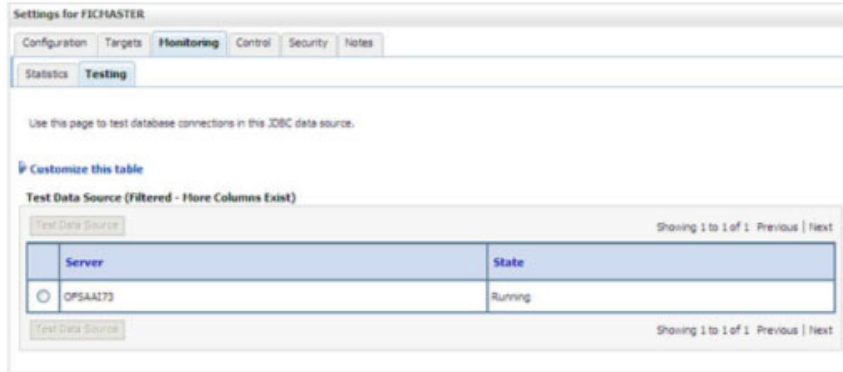 Settings for FICMASTER
Configuration Targets Monitoring Control Security Notes
Statistics Testing
Use this page to test database connections in this JDBC data source.
Customize this table
Test Data Source (Filtered - More Columns Exist)
Test Data Source Showing 1 to 1 of 1 Previous | Next
Server State
OFSAAI73 Running
Test Data Source Showing 1 to 1 of 1 Previous | Next